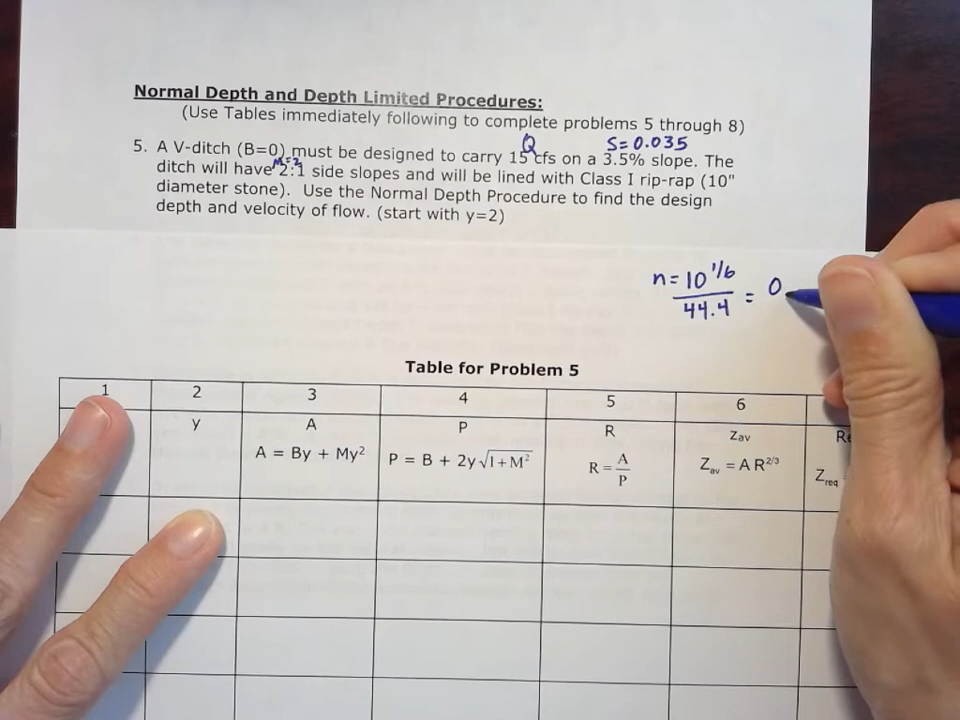 Normal Depth and Depth Limited Procedures:
(Use Tables immediately following to complete problems 5 through 8)
Q S=0.035
5. A V-ditch (B=0) must be designed to carry 15 cfs on a 3.5% slope. The
M=2
ditch will have 2:1 side slopes and will be lined with Class I rip-rap (10"
diameter stone). Use the Normal Depth Procedure to find the design
depth and velocity of flow. (start with y=2)
n= 10^1/6 / 44.4 = 0.
Table for Problem 5
1 2 3 4 5 6
y A P R Zav
A = By + My² P = B + 2y√1+M² R = A/P Zav = A R^2/3 Zreq